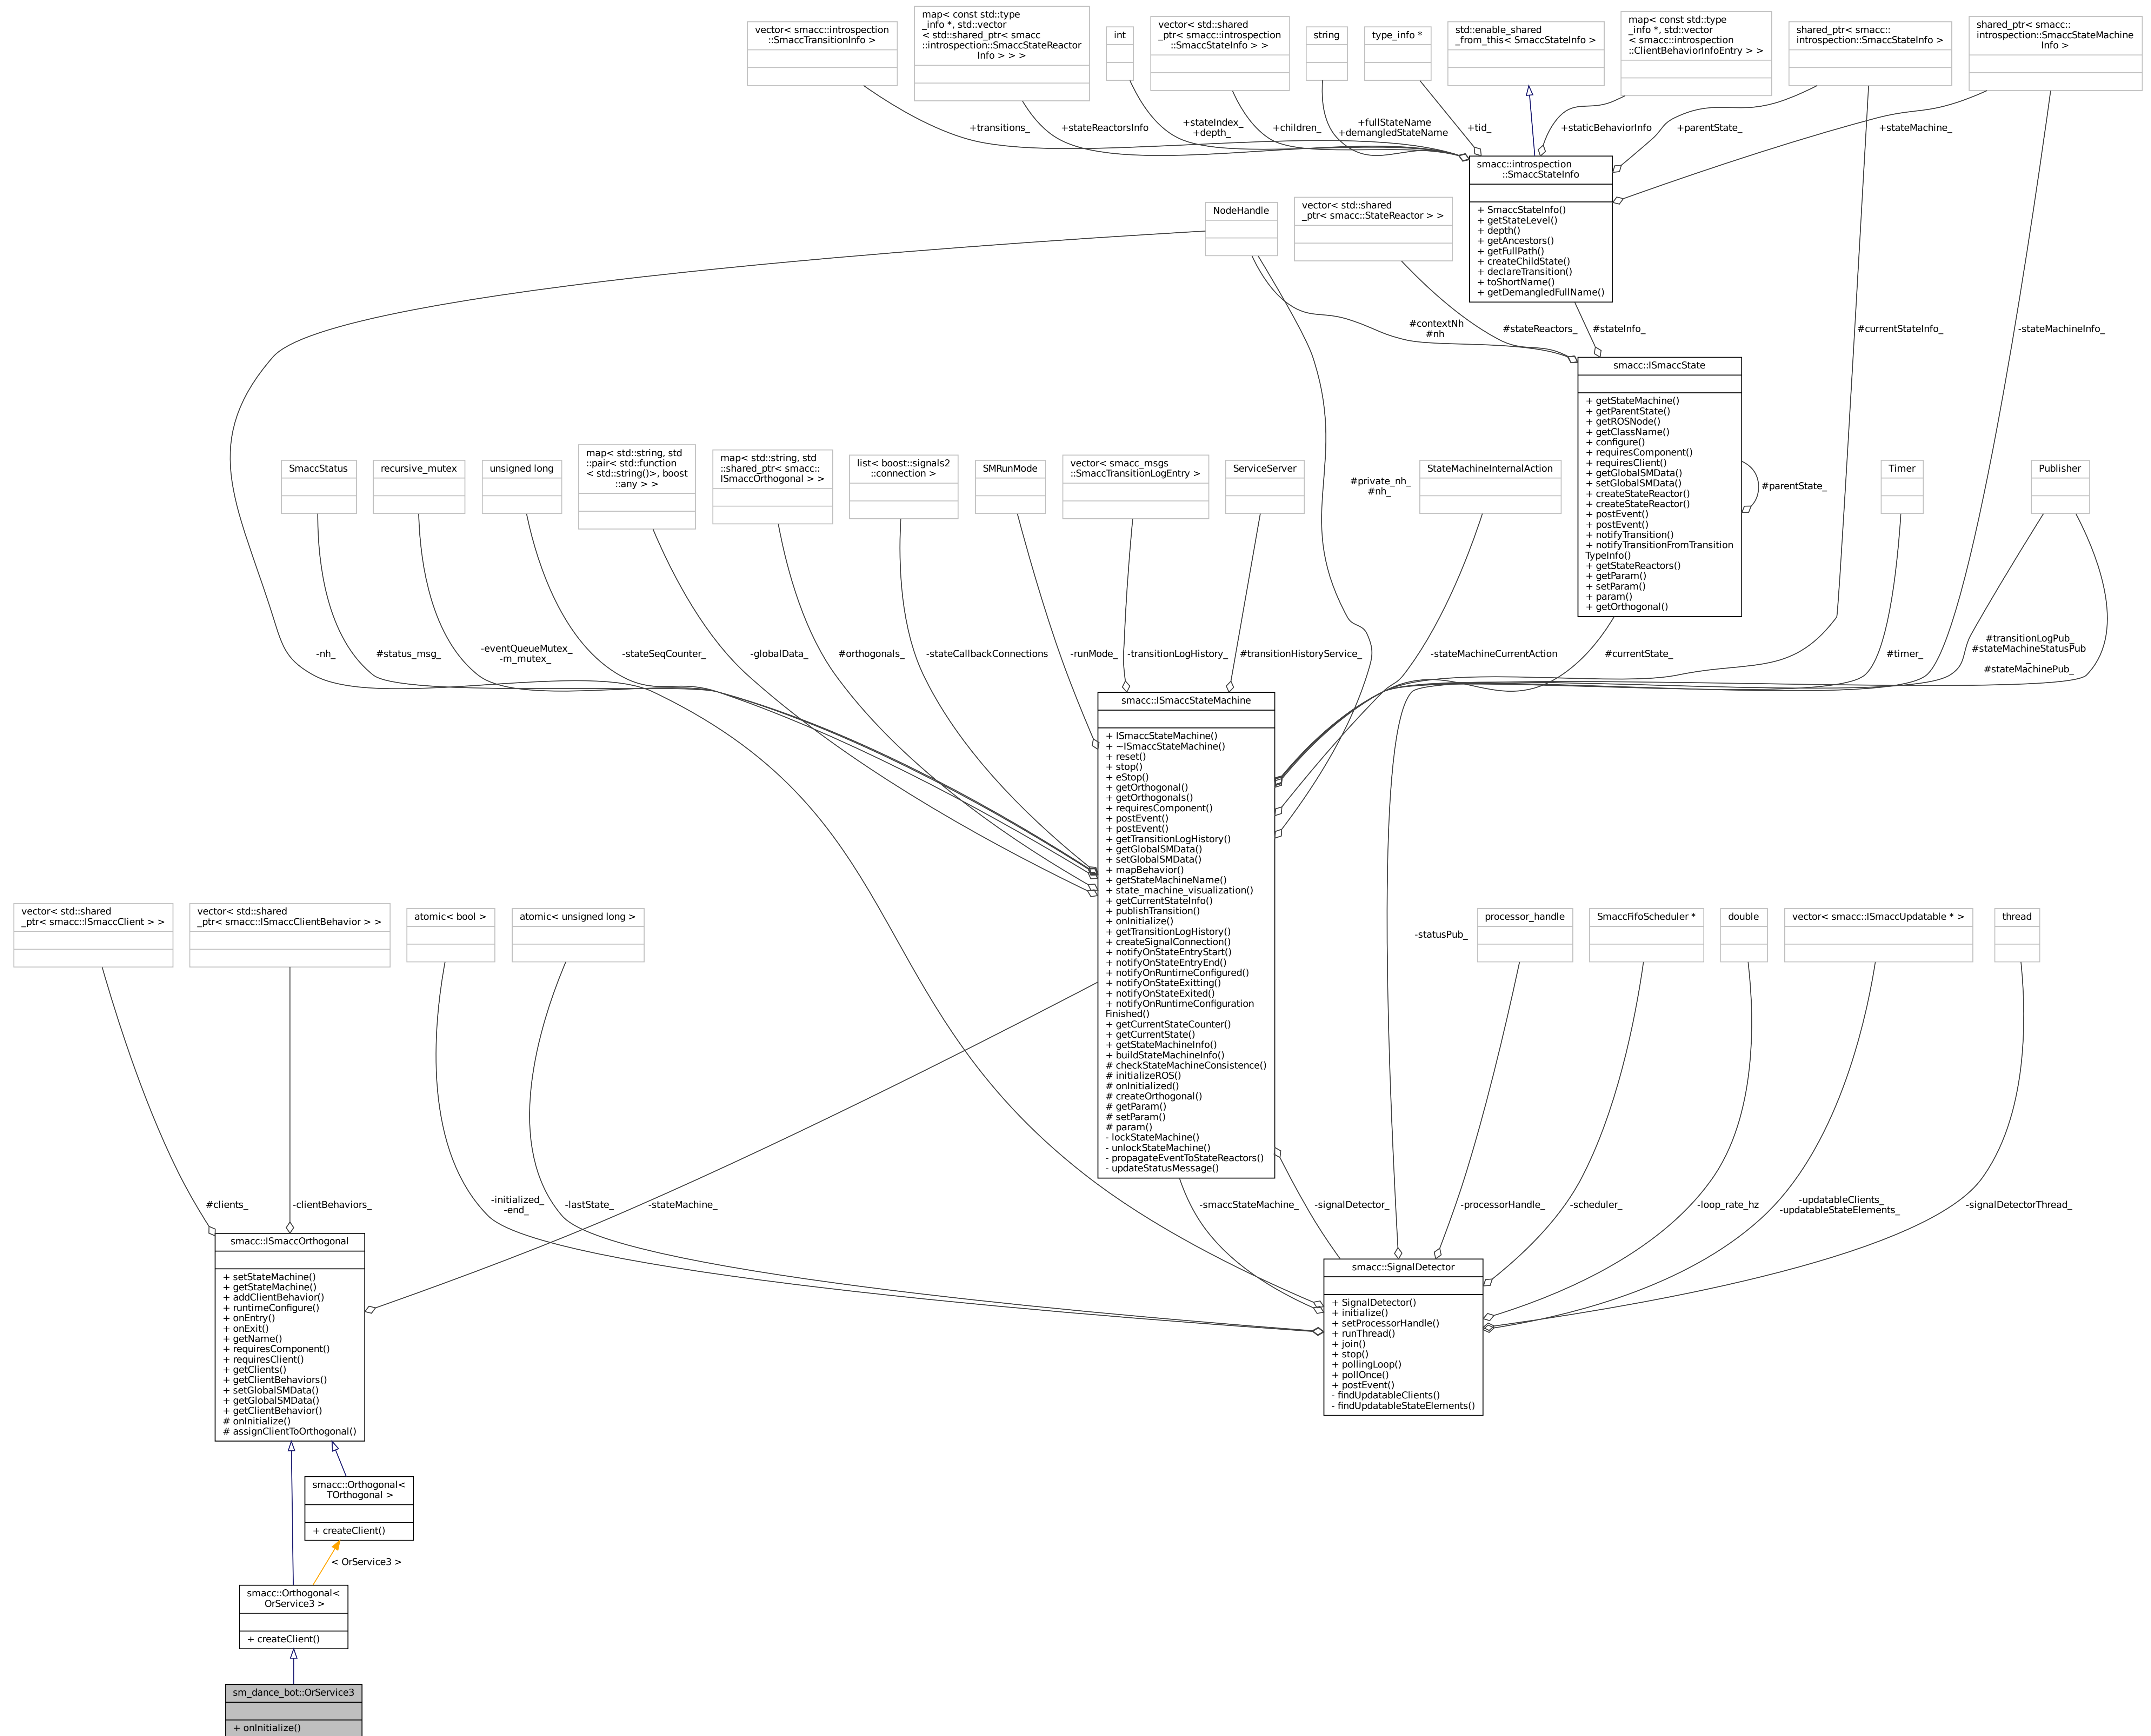 vector< smacc::introspection
::SmaccTransitionInfo >
map< const std::type
_info *, std::vector
< std::shared_ptr< smacc
::introspection::SmaccStateReactor
Info > > >
int
vector< std::shared
_ptr< smacc::introspection
::SmaccStateInfo > >
string
type_info *
std::enable_shared
_from_this< SmaccStateInfo >
map< const std::type
_info *, std::vector
< smacc::introspection
::ClientBehaviorInfoEntry > >
shared_ptr< smacc::
introspection::SmaccStateInfo >
shared_ptr< smacc::
introspection::SmaccStateMachine
Info >
+transitions_
+stateReactorsInfo
+stateIndex_
+depth_
+children_
+fullStateName
+demangledStateName
+tid_
+staticBehaviorInfo
+parentState_
+stateMachine_
smacc::introspection
::SmaccStateInfo
+ SmaccStateInfo()
+ getStateLevel()
+ depth()
+ getAncestors()
+ getFullPath()
+ createChildState()
+ declareTransition()
+ toShortName()
+ getDemangledFullName()
NodeHandle
vector< std::shared
_ptr< smacc::StateReactor > >
#contextNh
#nh
#stateReactors_
#stateInfo_
#currentStateInfo_
-stateMachineInfo_
smacc::ISmaccState
+ getStateMachine()
+ getParentState()
+ getROSNode()
+ getClassName()
+ configure()
+ requiresComponent()
+ requiresClient()
+ getGlobalSMData()
+ setGlobalSMData()
+ createStateReactor()
+ createStateReactor()
+ postEvent()
+ postEvent()
+ notifyTransition()
+ notifyTransitionFromTransition
TypeInfo()
+ getStateReactors()
+ getParam()
+ setParam()
+ param()
+ getOrthogonal()
#parentState_
SmaccStatus
recursive_mutex
unsigned long
map< std::string, std
::pair< std::function
< std::string()>, boost
::any > >
map< std::string, std
::shared_ptr< smacc::
ISmaccOrthogonal > >
list< boost::signals2
::connection >
SMRunMode
vector< smacc_msgs
::SmaccTransitionLogEntry >
ServiceServer
#private_nh_
#nh_
StateMachineInternalAction
Timer
Publisher
-nh_
#status_msg_
-eventQueueMutex_
-m_mutex_
-stateSeqCounter_
-globalData_
#orthogonals_
-stateCallbackConnections
-runMode_
-transitionLogHistory_
#transitionHistoryService_
-stateMachineCurrentAction
#currentState_
#timer_
#transitionLogPub_
#stateMachineStatusPub
_
#stateMachinePub_
smacc::ISmaccStateMachine
+ ISmaccStateMachine()
+ ~ISmaccStateMachine()
+ reset()
+ stop()
+ eStop()
+ getOrthogonal()
+ getOrthogonals()
+ requiresComponent()
+ postEvent()
+ postEvent()
+ getTransitionLogHistory()
+ getGlobalSMData()
+ setGlobalSMData()
+ mapBehavior()
+ getStateMachineName()
+ state_machine_visualization()
+ getCurrentStateInfo()
+ publishTransition()
+ onInitialize()
+ getTransitionLogHistory()
+ createSignalConnection()
+ notifyOnStateEntryStart()
+ notifyOnStateEntryEnd()
+ notifyOnRuntimeConfigured()
+ notifyOnStateExitting()
+ notifyOnStateExited()
+ notifyOnRuntimeConfiguration
Finished()
+ getCurrentStateCounter()
+ getCurrentState()
+ getStateMachineInfo()
+ buildStateMachineInfo()
# checkStateMachineConsistence()
# initializeROS()
# onInitialized()
# createOrthogonal()
# getParam()
# setParam()
# param()
- lockStateMachine()
- unlockStateMachine()
- propagateEventToStateReactors()
- updateStatusMessage()
vector< std::shared
_ptr< smacc::ISmaccClient > >
vector< std::shared
_ptr< smacc::ISmaccClientBehavior > >
atomic< bool >
atomic< unsigned long >
-statusPub_
processor_handle
SmaccFifoScheduler *
double
vector< smacc::ISmaccUpdatable * >
thread
#clients_
-clientBehaviors_
-initialized_
-end_
-lastState_
-stateMachine_
-smaccStateMachine_
-signalDetector_
-processorHandle_
-scheduler_
-loop_rate_hz
-updatableClients_
-updatableStateElements_
-signalDetectorThread_
smacc::ISmaccOrthogonal
+ setStateMachine()
+ getStateMachine()
+ addClientBehavior()
+ runtimeConfigure()
+ onEntry()
+ onExit()
+ getName()
+ requiresComponent()
+ requiresClient()
+ getClients()
+ getClientBehaviors()
+ setGlobalSMData()
+ getGlobalSMData()
+ getClientBehavior()
# onInitialize()
# assignClientToOrthogonal()
smacc::SignalDetector
+ SignalDetector()
+ initialize()
+ setProcessorHandle()
+ runThread()
+ join()
+ stop()
+ pollingLoop()
+ pollOnce()
+ postEvent()
- findUpdatableClients()
- findUpdatableStateElements()
smacc::Orthogonal<
TOrthogonal >
+ createClient()
< OrService3 >
smacc::Orthogonal<
OrService3 >
+ createClient()
sm_dance_bot::OrService3
+ onInitialize()